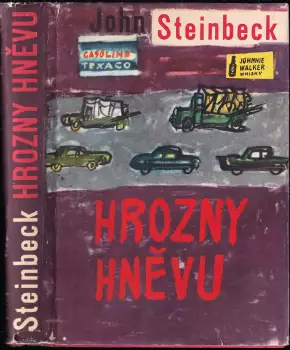 Steinbeck HROZNY HNĚVU
John Steinbeck
GASOLINE
TEXACO
JOHNNIE
WALKER
WHISKY
HROZNY
HNĚVU